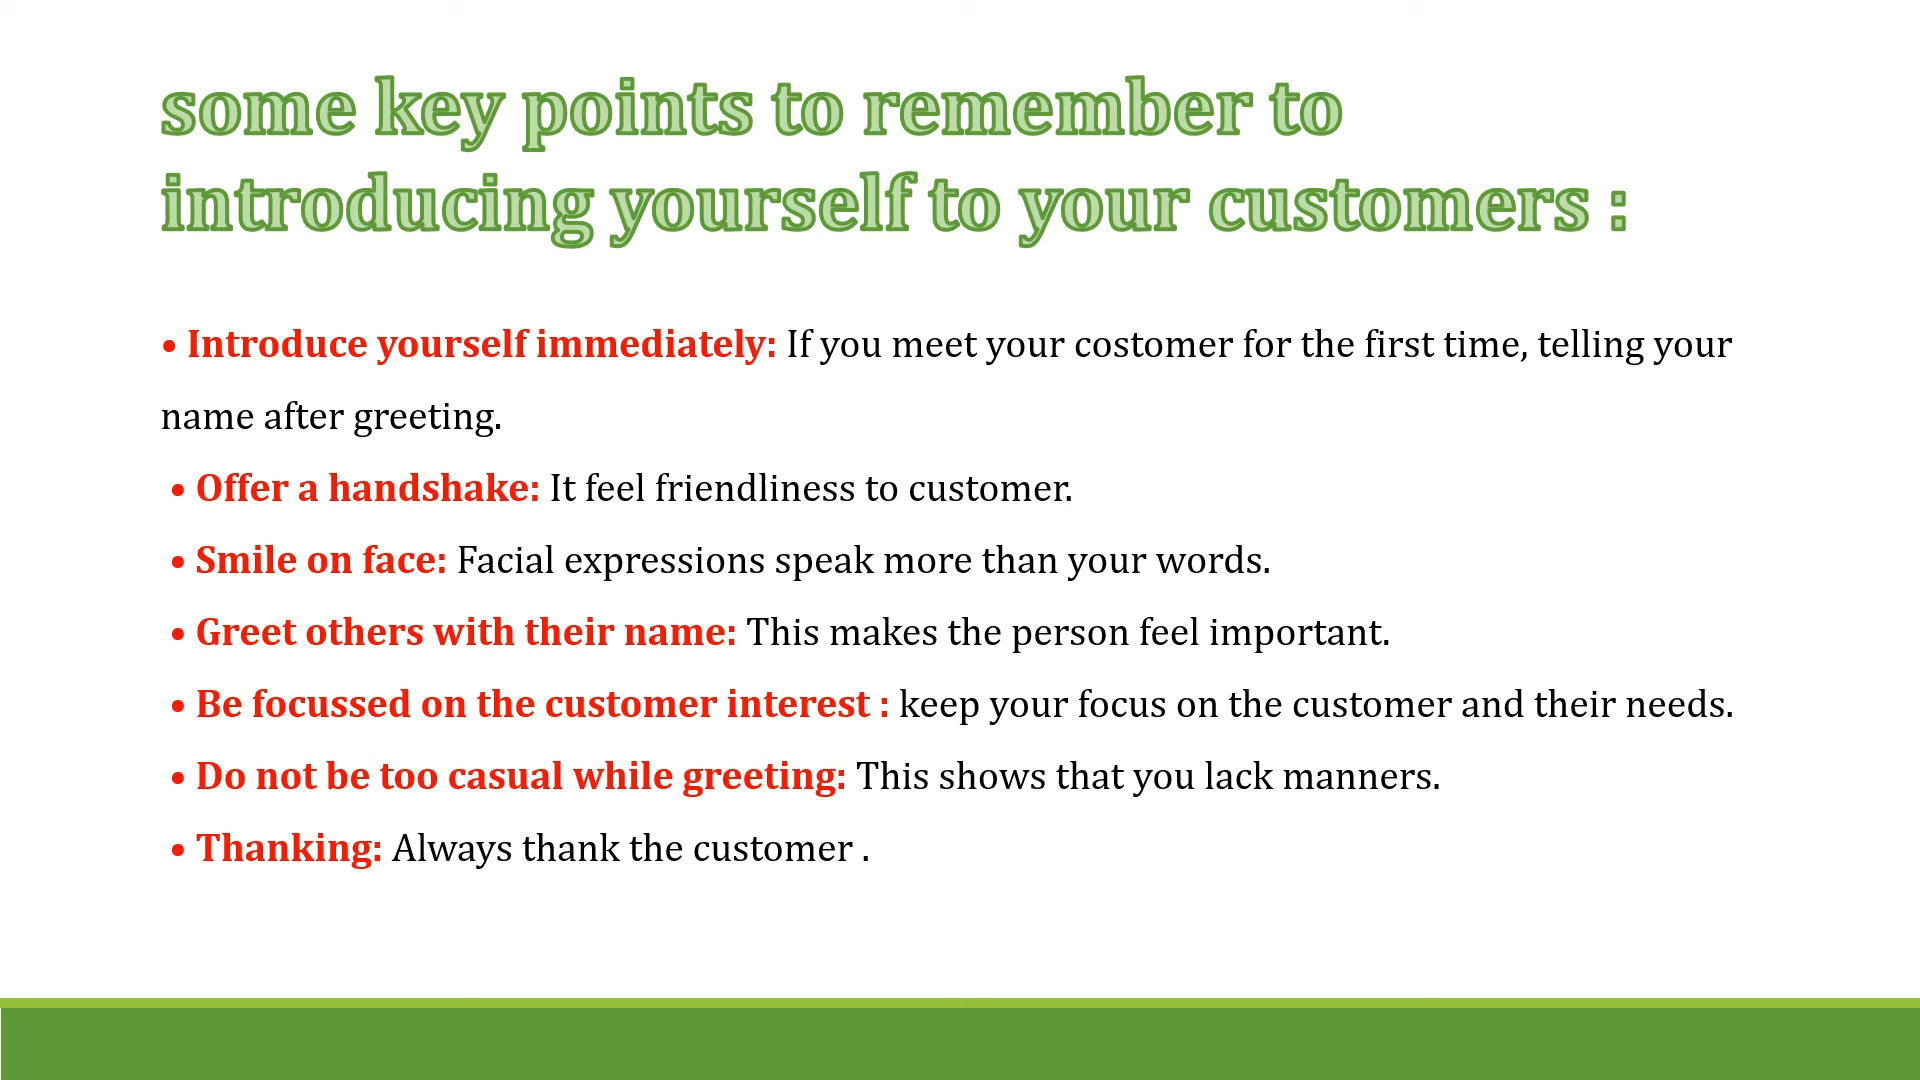 some key points to remember to
introducing yourself to your customers :
• Introduce yourself immediately: If you meet your costomer for the first time, telling your
name after greeting.
• Offer a handshake: It feel friendliness to customer.
• Smile on face: Facial expressions speak more than your words.
• Greet others with their name: This makes the person feel important.
• Be focussed on the customer interest : keep your focus on the customer and their needs.
• Do not be too casual while greeting: This shows that you lack manners.
• Thanking: Always thank the customer .